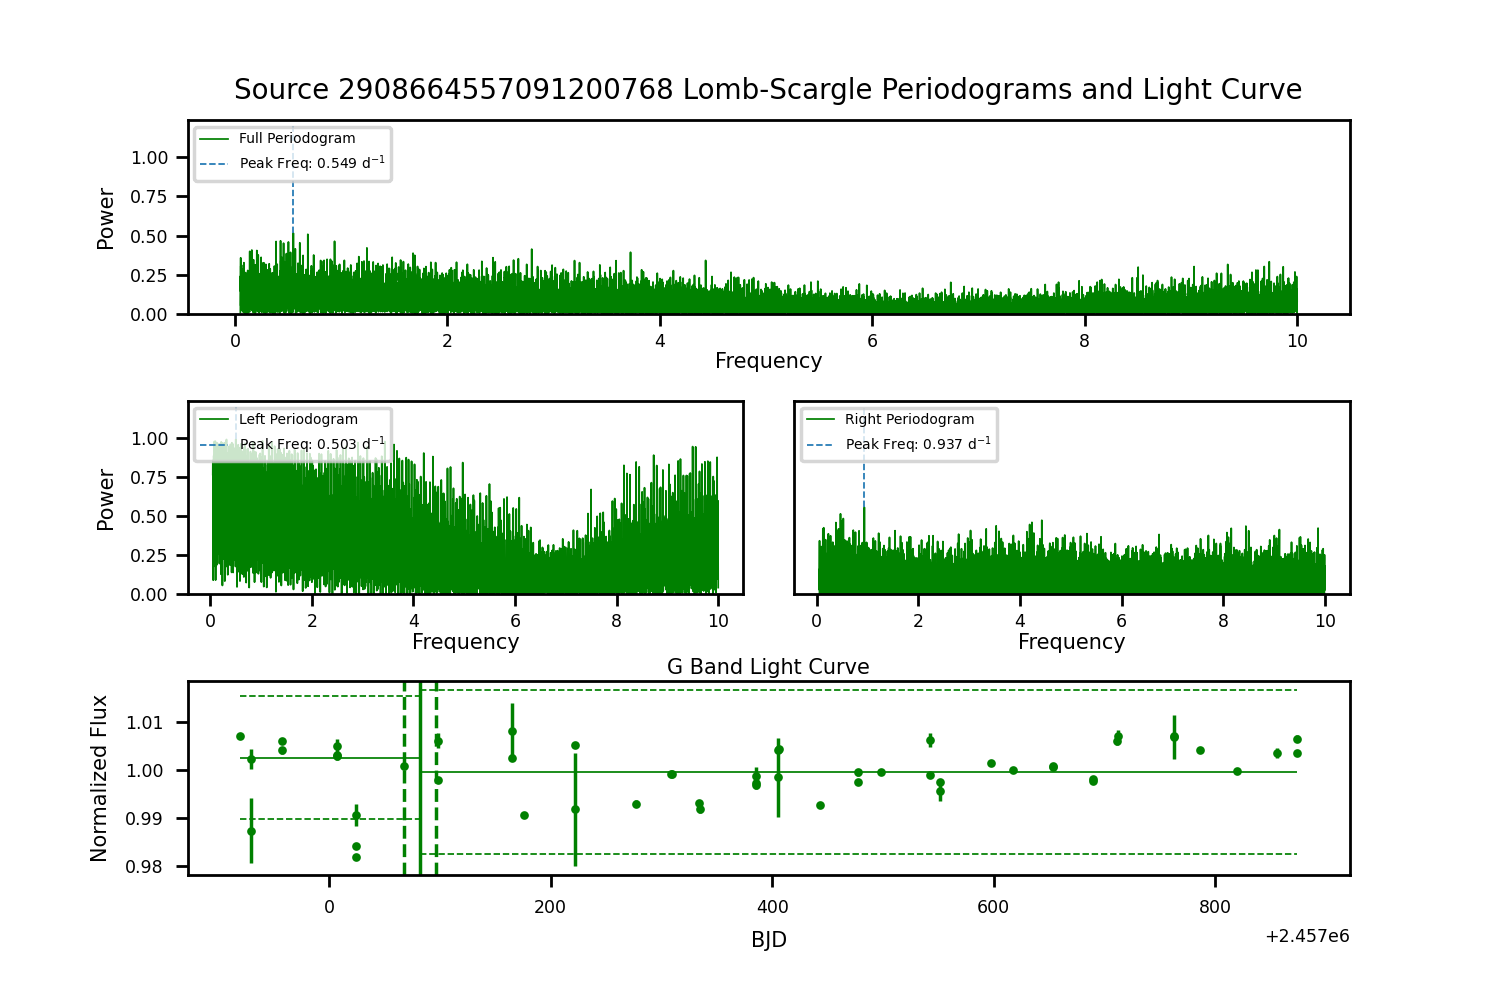 Source 2908664557091200768 Lomb-Scargle Periodograms and Light Curve
Full Periodogram
Peak Freq: 0.549 d⁻¹
Power
1.00
0.75
0.50
0.25
0.00
0 2 4 6 8 10
Frequency
Left Periodogram
Peak Freq: 0.503 d⁻¹
Power
1.00
0.75
0.50
0.25
0.00
0 2 4 6 8 10
Frequency
Right Periodogram
Peak Freq: 0.937 d⁻¹
0 2 4 6 8 10
Frequency
G Band Light Curve
Normalized Flux
1.01
1.00
0.99
0.98
0 200 400 600 800
BJD
+2.457e6